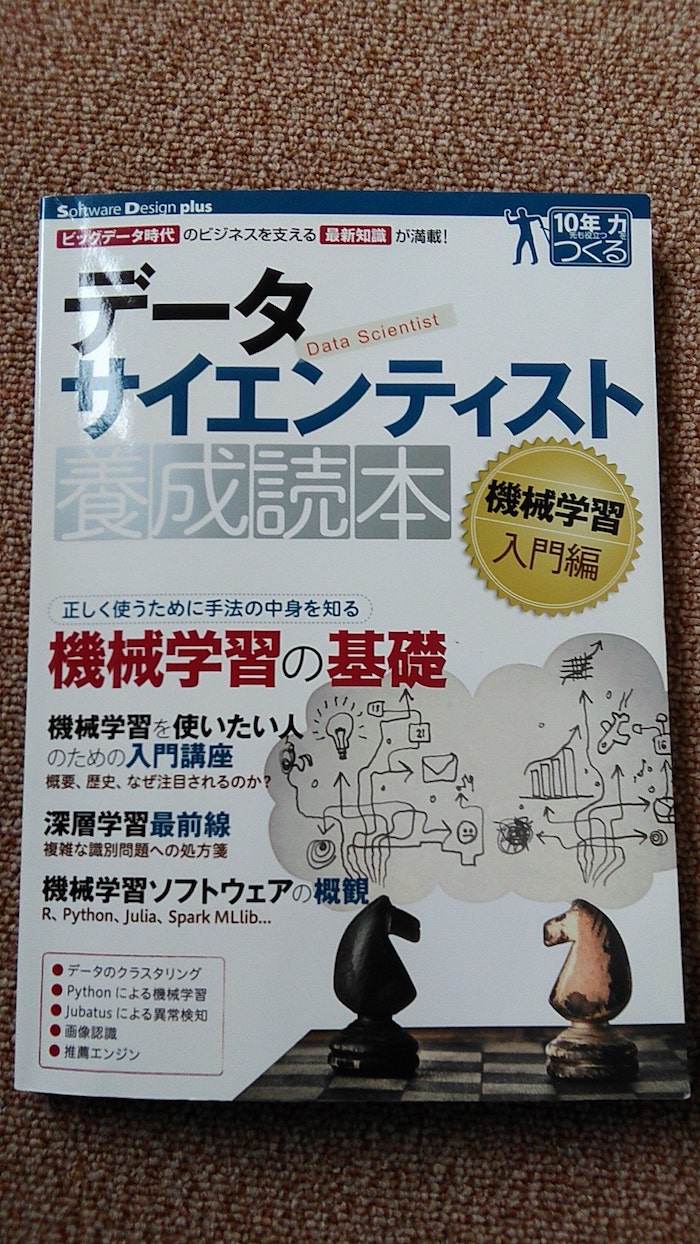 Software Design plus
ビッグデータ時代のビジネスを支える最新知識が満載！
10年先も役立つ力を
つくる
データ
Data Scientist
サイエンティスト
養成読本
機械学習
入門編
正しく使うために手法の中身を知る
機械学習の基礎
機械学習を使いたい人
のための入門講座
概要、歴史、なぜ注目されるのか？
深層学習最前線
複雑な識別問題への処方箋
機械学習ソフトウェアの概観
R、Python、Julia、Spark MLlib...
●データのクラスタリング
●Pythonによる機械学習
●Jubatusによる異常検知
●画像認識
●推薦エンジン
15
21
16